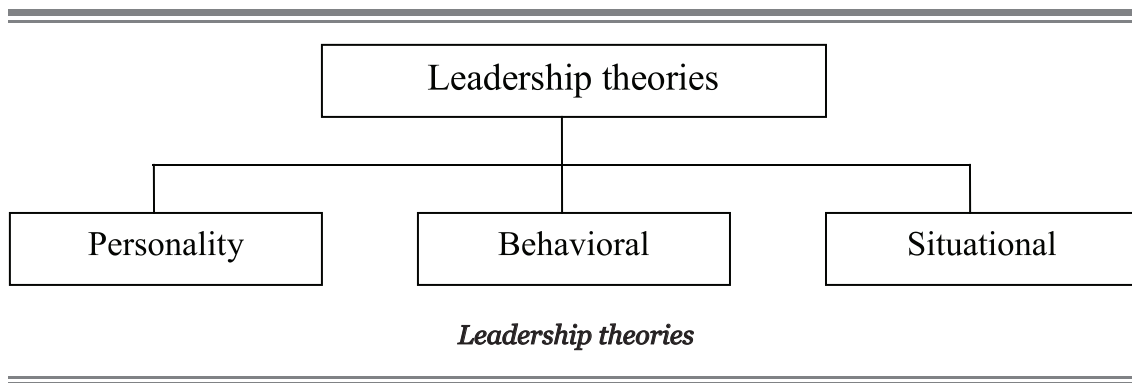 Leadership theories
Personality
Behavioral
Situational
Leadership theories